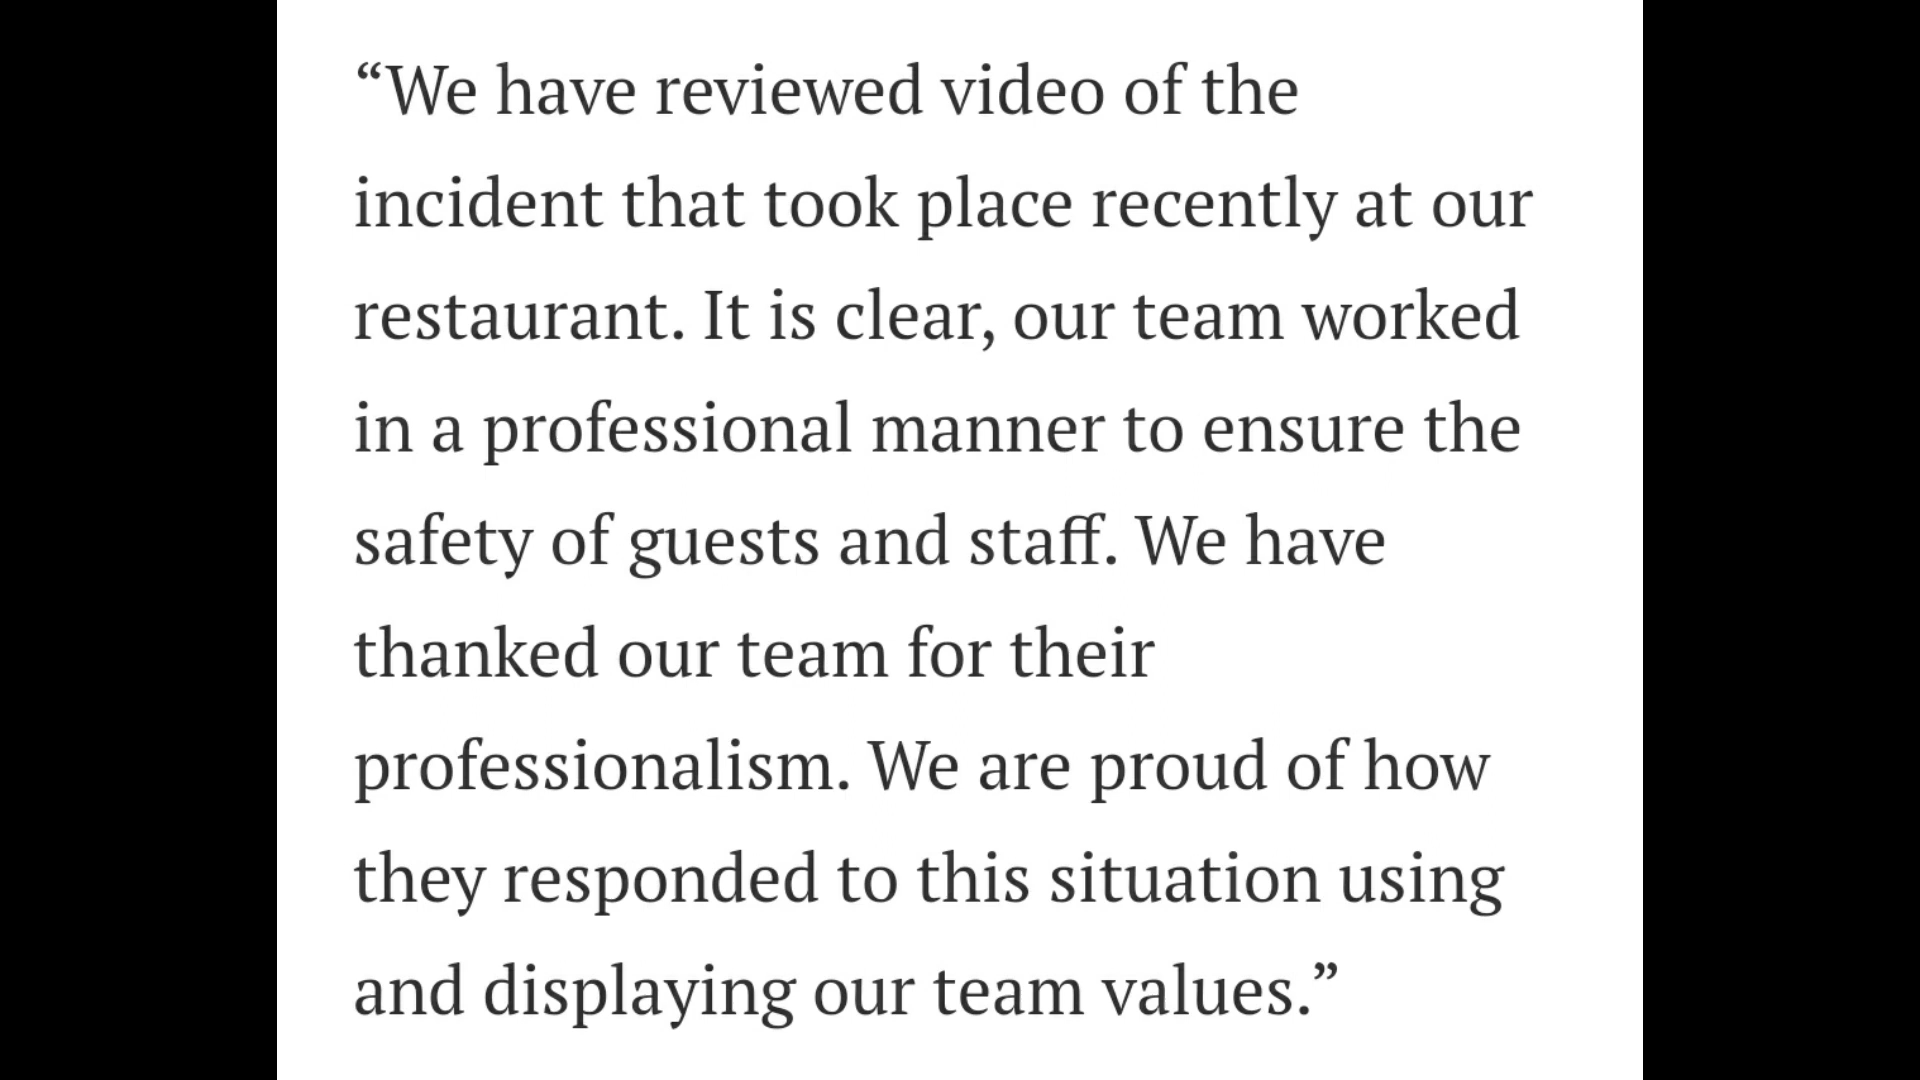 “We have reviewed video of the
incident that took place recently at our
restaurant. It is clear, our team worked
in a professional manner to ensure the
safety of guests and staff. We have
thanked our team for their
professionalism. We are proud of how
they responded to this situation using
and displaying our team values.”